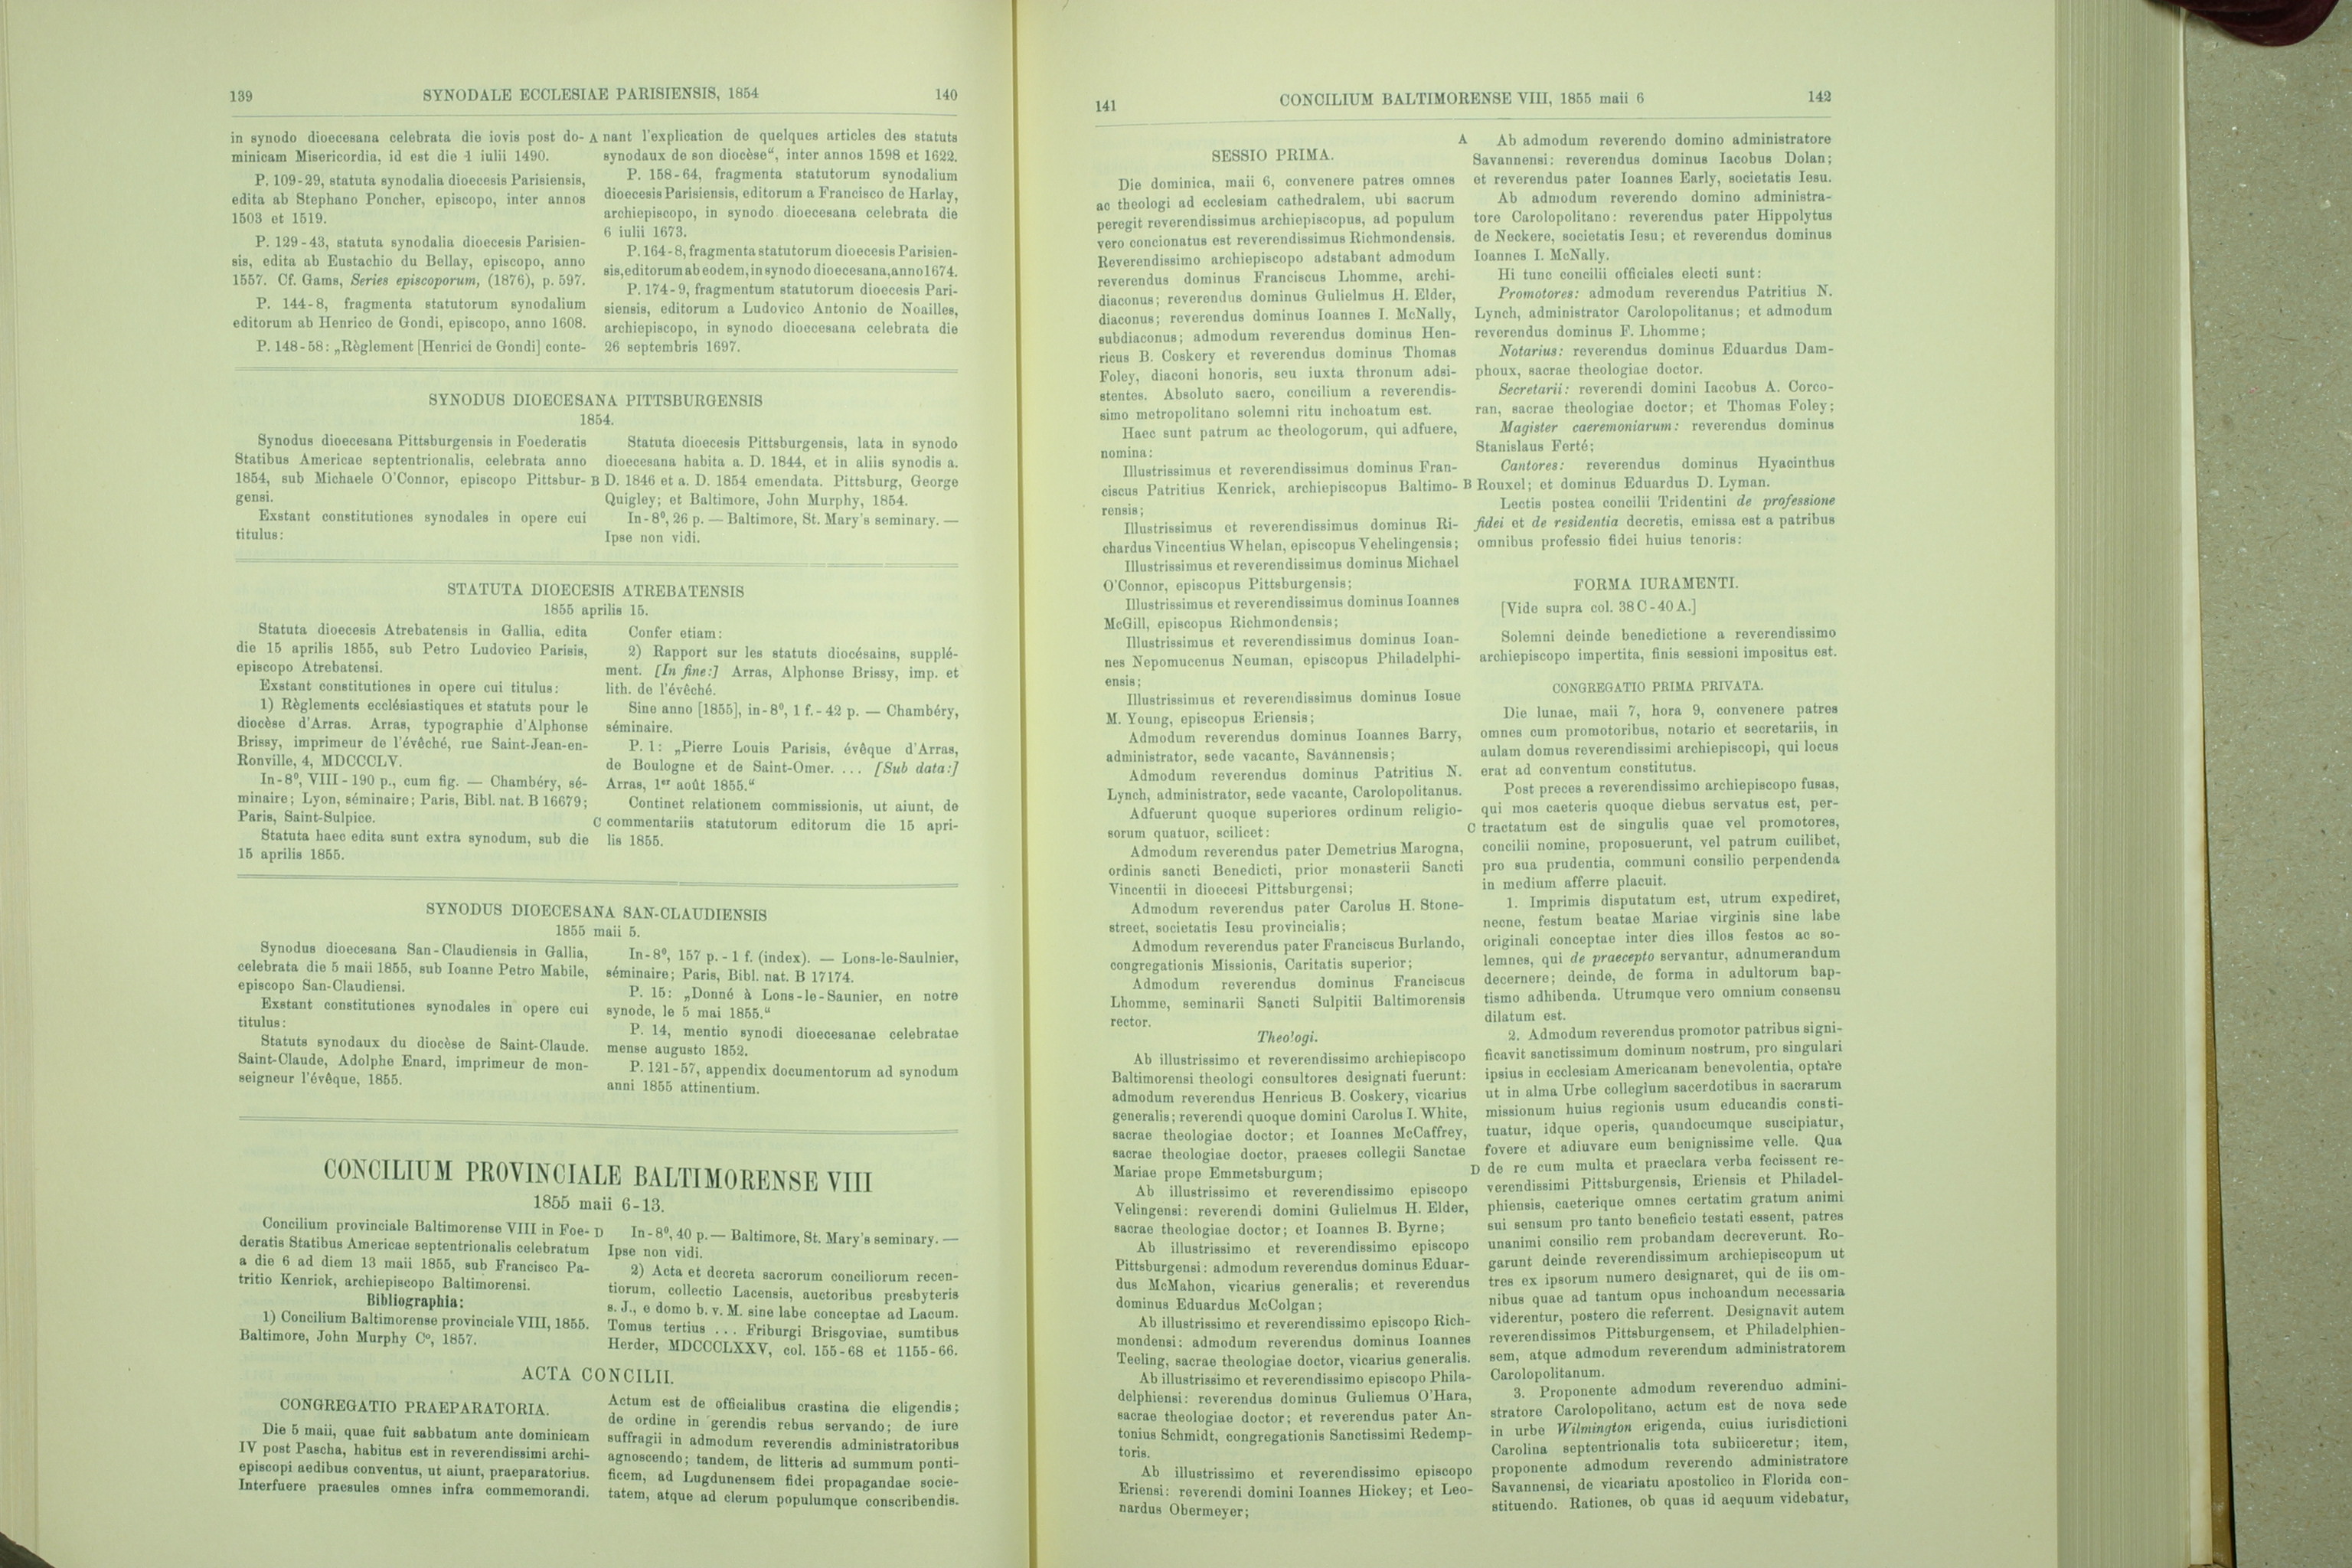 139
SYNODALE ECCLESIAE PARISIENSIS, 1854
140
in synodo dioecesana celebrata die iovis post do-
minicam Misericordia, id est die 1 iulii 1490.
P. 109-29, statuta synodalia dioecesis Parisiensis,
edita ab Stephano Poncher, episcopo, inter annos
1503 et 1519.
P. 129-43, statuta synodalia dioecesis Parisien-
sis, edita ab Eustachio du Bellay, episcopo, anno
1557. Cf. Gams, Series episcoporum, (1876), p. 597.
P. 144-8, fragmenta statutorum synodalium
editorum ab Henrico de Gondi, episcopo, anno 1608.
P. 148-58: „Règlement [Henrici de Gondi] conte-
A nant l'explication de quelques articles des statuts
synodaux de son diocèse“, inter annos 1598 et 1622.
P. 158-64, fragmenta statutorum synodalium
dioecesis Parisiensis, editorum a Francisco de Harlay,
archiepiscopo, in synodo dioecesana celebrata die
6 iulii 1673.
P. 164-8, fragmenta statutorum dioecesis Parisien-
sis, editorum ab eodem, in synodo dioecesana, anno 1674.
P. 174-9, fragmentum statutorum dioecesis Pari-
siensis, editorum a Ludovico Antonio de Noailles,
archiepiscopo, in synodo dioecesana celebrata die
26 septembris 1697.
SYNODUS DIOECESANA PITTSBURGENSIS
1854.
Synodus dioecesana Pittsburgensis in Foederatis
Statibus Americae septentrionalis, celebrata anno
1854, sub Michaele O'Connor, episcopo Pittsbur-
gensi.
Exstant constitutiones synodales in opere cui
titulus:
Statuta dioecesis Pittsburgensis, lata in synodo
dioecesana habita a. D. 1844, et in aliis synodis a.
B D. 1846 et a. D. 1854 emendata. Pittsburg, George
Quigley; et Baltimore, John Murphy, 1854.
In-8⁰, 26 p. — Baltimore, St. Mary's seminary. —
Ipse non vidi.
STATUTA DIOECESIS ATREBATENSIS
1855 aprilis 15.
Statuta dioecesis Atrebatensis in Gallia, edita
die 15 aprilis 1855, sub Petro Ludovico Parisis,
episcopo Atrebatensi.
Exstant constitutiones in opere cui titulus:
1) Règlements ecclésiastiques et statuts pour le
diocèse d'Arras. Arras, typographie d'Alphonse
Brissy, imprimeur de l'évêché, rue Saint-Jean-en-
Ronville, 4, MDCCCLV.
In-8⁰, VIII-190 p., cum fig. — Chambéry, sé-
minaire; Lyon, séminaire; Paris, Bibl. nat. B 16679;
Paris, Saint-Sulpice.
Statuta haec edita sunt extra synodum, sub die
15 aprilis 1855.
Confer etiam:
2) Rapport sur les statuts diocésains, supplé-
ment. [In fine:] Arras, Alphonse Brissy, imp. et
lith. de l'évêché.
Sine anno [1855], in-8⁰, 1 f.-42 p. — Chambéry,
séminaire.
P. 1: „Pierre Louis Parisis, évêque d'Arras,
de Boulogne et de Saint-Omer. ... [Sub data:]
Arras, 1er août 1855.“
Continet relationem commissionis, ut aiunt, de
C commentariis statutorum editorum die 15 apri-
lis 1855.
SYNODUS DIOECESANA SAN-CLAUDIENSIS
1855 maii 5.
Synodus dioecesana San-Claudiensis in Gallia,
celebrata die 5 maii 1855, sub Ioanne Petro Mabile,
episcopo San-Claudiensi.
Exstant constitutiones synodales in opere cui
titulus:
Statuts synodaux du diocèse de Saint-Claude.
Saint-Claude, Adolphe Enard, imprimeur de mon-
seigneur l'évêque, 1855.
In-8⁰, 157 p.-1 f. (index). — Lons-le-Saulnier,
séminaire; Paris, Bibl. nat. B 17174.
P. 15: „Donné à Lons-le-Saunier, en notre
synode, le 5 mai 1855.“
P. 14, mentio synodi dioecesanae celebratae
mense augusto 1852.
P. 121-57, appendix documentorum ad synodum
anni 1855 attinentium.
CONCILIUM PROVINCIALE BALTIMORENSE VIII
1855 maii 6-13.
Concilium provinciale Baltimorense VIII in Foe-
deratis Statibus Americae septentrionalis celebratum
a die 6 ad diem 13 maii 1855, sub Francisco Pa-
tritio Kenrick, archiepiscopo Baltimorensi.
Bibliographia:
1) Concilium Baltimorense provinciale VIII, 1855.
Baltimore, John Murphy Cº, 1857.
D In-8⁰, 40 p. — Baltimore, St. Mary's seminary. —
Ipse non vidi.
2) Acta et decreta sacrorum conciliorum recen-
tiorum, collectio Lacensis, auctoribus presbyteris
s. J., e domo b. v. M. sine labe conceptae ad Lacum.
Tomus tertius ... Friburgi Brisgoviae, sumtibus
Herder, MDCCCLXXV, col. 155-68 et 1155-66.
ACTA CONCILII.
CONGREGATIO PRAEPARATORIA.
Die 5 maii, quae fuit sabbatum ante dominicam
IV post Pascha, habitus est in reverendissimi archi-
episcopi aedibus conventus, ut aiunt, praeparatorius.
Interfuere praesules omnes infra commemorandi.
Actum est de officialibus crastina die eligendis;
de ordine in gerendis rebus servando; de iure
suffragii in admodum reverendis administratoribus
agnoscendo; tandem, de litteris ad summum ponti-
ficem, ad Lugdunensem fidei propagandae socie-
tatem, atque ad clerum populumque conscribendis.
141
CONCILIUM BALTIMORENSE VIII, 1855 maii 6
142
SESSIO PRIMA.
Die dominica, maii 6, convenere patres omnes
ac theologi ad ecclesiam cathedralem, ubi sacrum
peregit reverendissimus archiepiscopus, ad populum
vero concionatus est reverendissimus Richmondensis.
Reverendissimo archiepiscopo adstabant admodum
reverendus dominus Franciscus Lhomme, archi-
diaconus; reverendus dominus Gulielmus H. Elder,
diaconus; reverendus dominus Ioannes I. McNally,
subdiaconus; admodum reverendus dominus Hen-
ricus B. Coskery et reverendus dominus Thomas
Foley, diaconi honoris, seu iuxta thronum adsi-
stentes. Absoluto sacro, concilium a reverendis-
simo metropolitano solemni ritu inchoatum est.
Haec sunt patrum ac theologorum, qui adfuere,
nomina:
Illustrissimus et reverendissimus dominus Fran-
ciscus Patritius Kenrick, archiepiscopus Baltimo-
rensis;
Illustrissimus et reverendissimus dominus Ri-
chardus Vincentius Whelan, episcopus Vehelingensis;
Illustrissimus et reverendissimus dominus Michael
O'Connor, episcopus Pittsburgensis;
Illustrissimus et reverendissimus dominus Ioannes
McGill, episcopus Richmondensis;
Illustrissimus et reverendissimus dominus Ioan-
nes Nepomucenus Neuman, episcopus Philadelphi-
ensis;
Illustrissimus et reverendissimus dominus Iosue
M. Young, episcopus Eriensis;
Admodum reverendus dominus Ioannes Barry,
administrator, sede vacante, Savannensis;
Admodum reverendus dominus Patritius N.
Lynch, administrator, sede vacante, Carolopolitanus.
Adfuerunt quoque superiores ordinum religio-
sorum quatuor, scilicet:
Admodum reverendus pater Demetrius Marogna,
ordinis sancti Benedicti, prior monasterii Sancti
Vincentii in dioecesi Pittsburgensi;
Admodum reverendus pater Carolus H. Stone-
street, societatis Iesu provincialis;
Admodum reverendus pater Franciscus Burlando,
congregationis Missionis, Caritatis superior;
Admodum reverendus dominus Franciscus
Lhomme, seminarii Sancti Sulpitii Baltimorensis
rector.
Theologi.
Ab illustrissimo et reverendissimo archiepiscopo
Baltimorensi theologi consultores designati fuerunt:
admodum reverendus Henricus B. Coskery, vicarius
generalis; reverendi quoque domini Carolus I. White,
sacrae theologiae doctor; et Ioannes McCaffrey,
sacrae theologiae doctor, praeses collegii Sanctae
Mariae prope Emmetsburgum;
Ab illustrissimo et reverendissimo episcopo
Velingensi: reverendi domini Gulielmus H. Elder,
sacrae theologiae doctor; et Ioannes B. Byrne;
Ab illustrissimo et reverendissimo episcopo
Pittsburgensi: admodum reverendus dominus Eduar-
dus McMahon, vicarius generalis; et reverendus
dominus Eduardus McColgan;
Ab illustrissimo et reverendissimo episcopo Rich-
mondensi: admodum reverendus dominus Ioannes
Teeling, sacrae theologiae doctor, vicarius generalis.
Ab illustrissimo et reverendissimo episcopo Phila-
delphiensi: reverendus dominus Guliemus O'Hara,
sacrae theologiae doctor; et reverendus pater An-
tonius Schmidt, congregationis Sanctissimi Redemp-
toris.
Ab illustrissimo et reverendissimo episcopo
Eriensi: reverendi domini Ioannes Hickey; et Leo-
nardus Obermeyer;
A Ab admodum reverendo domino administratore
Savannensi: reverendus dominus Iacobus Dolan;
et reverendus pater Ioannes Early, societatis Iesu.
Ab admodum reverendo domino administra-
tore Carolopolitano: reverendus pater Hippolytus
de Neckere, societatis Iesu; et reverendus dominus
Ioannes I. McNally.
Hi tunc concilii officiales electi sunt:
Promotores: admodum reverendus Patritius N.
Lynch, administrator Carolopolitanus; et admodum
reverendus dominus F. Lhomme;
Notarius: reverendus dominus Eduardus Dam-
phoux, sacrae theologiae doctor.
Secretarii: reverendi domini Iacobus A. Corco-
ran, sacrae theologiae doctor; et Thomas Foley;
Magister caeremoniarum: reverendus dominus
Stanislaus Ferté;
Cantores: reverendus dominus Hyacinthus
B Rouxel; et dominus Eduardus D. Lyman.
Lectis postea concilii Tridentini de professione
fidei et de residentia decretis, emissa est a patribus
omnibus professio fidei huius tenoris:
FORMA IURAMENTI.
[Vide supra col. 38 C-40 A.]
Solemni deinde benedictione a reverendissimo
archiepiscopo impertita, finis sessioni impositus est.
CONGREGATIO PRIMA PRIVATA.
Die lunae, maii 7, hora 9, convenere patres
omnes cum promotoribus, notario et secretariis, in
aulam domus reverendissimi archiepiscopi, qui locus
erat ad conventum constitutus.
Post preces a reverendissimo archiepiscopo fusas,
qui mos caeteris quoque diebus servatus est, per-
C tractatum est de singulis quae vel promotores,
concilii nomine, proposuerunt, vel patrum cuilibet,
pro sua prudentia, communi consilio perpendenda
in medium afferre placuit.
1. Imprimis disputatum est, utrum expediret,
necne, festum beatae Mariae virginis sine labe
originali conceptae inter dies illos festos ac so-
lemnes, qui de praecepto servantur, adnumerandum
decernere; deinde, de forma in adultorum bap-
tismo adhibenda. Utrumque vero omnium consensu
dilatum est.
2. Admodum reverendus promotor patribus signi-
ficavit sanctissimum dominum nostrum, pro singulari
ipsius in ecclesiam Americanam benevolentia, optare
ut in alma Urbe collegium sacerdotibus in sacrarum
missionum huius regionis usum educandis consti-
tuatur, idque operis, quandocumque suscipiatur,
fovere et adiuvare eum benignissime velle. Qua
D de re cum multa et praeclara verba fecissent re-
verendissimi Pittsburgensis, Eriensis et Philadel-
phiensis, caeterique omnes certatim gratum animi
sui sensum pro tanto beneficio testati essent, patres
unanimi consilio rem probandam decreverunt. Ro-
garunt deinde reverendissimum archiepiscopum ut
tres ex ipsorum numero designaret, qui de iis om-
nibus quae ad tantum opus inchoandum necessaria
viderentur, postero die referrent. Designavit autem
reverendissimos Pittsburgensem, et Philadelphien-
sem, atque admodum reverendum administratorem
Carolopolitanum.
3. Proponente admodum reverenduo admini-
stratore Carolopolitano, actum est de nova sede
in urbe Wilmington erigenda, cuius iurisdictioni
Carolina septentrionalis tota subiiceretur; item,
proponente admodum reverendo administratore
Savannensi, de vicariatu apostolico in Florida con-
stituendo. Rationes, ob quas id aequum videbatur,